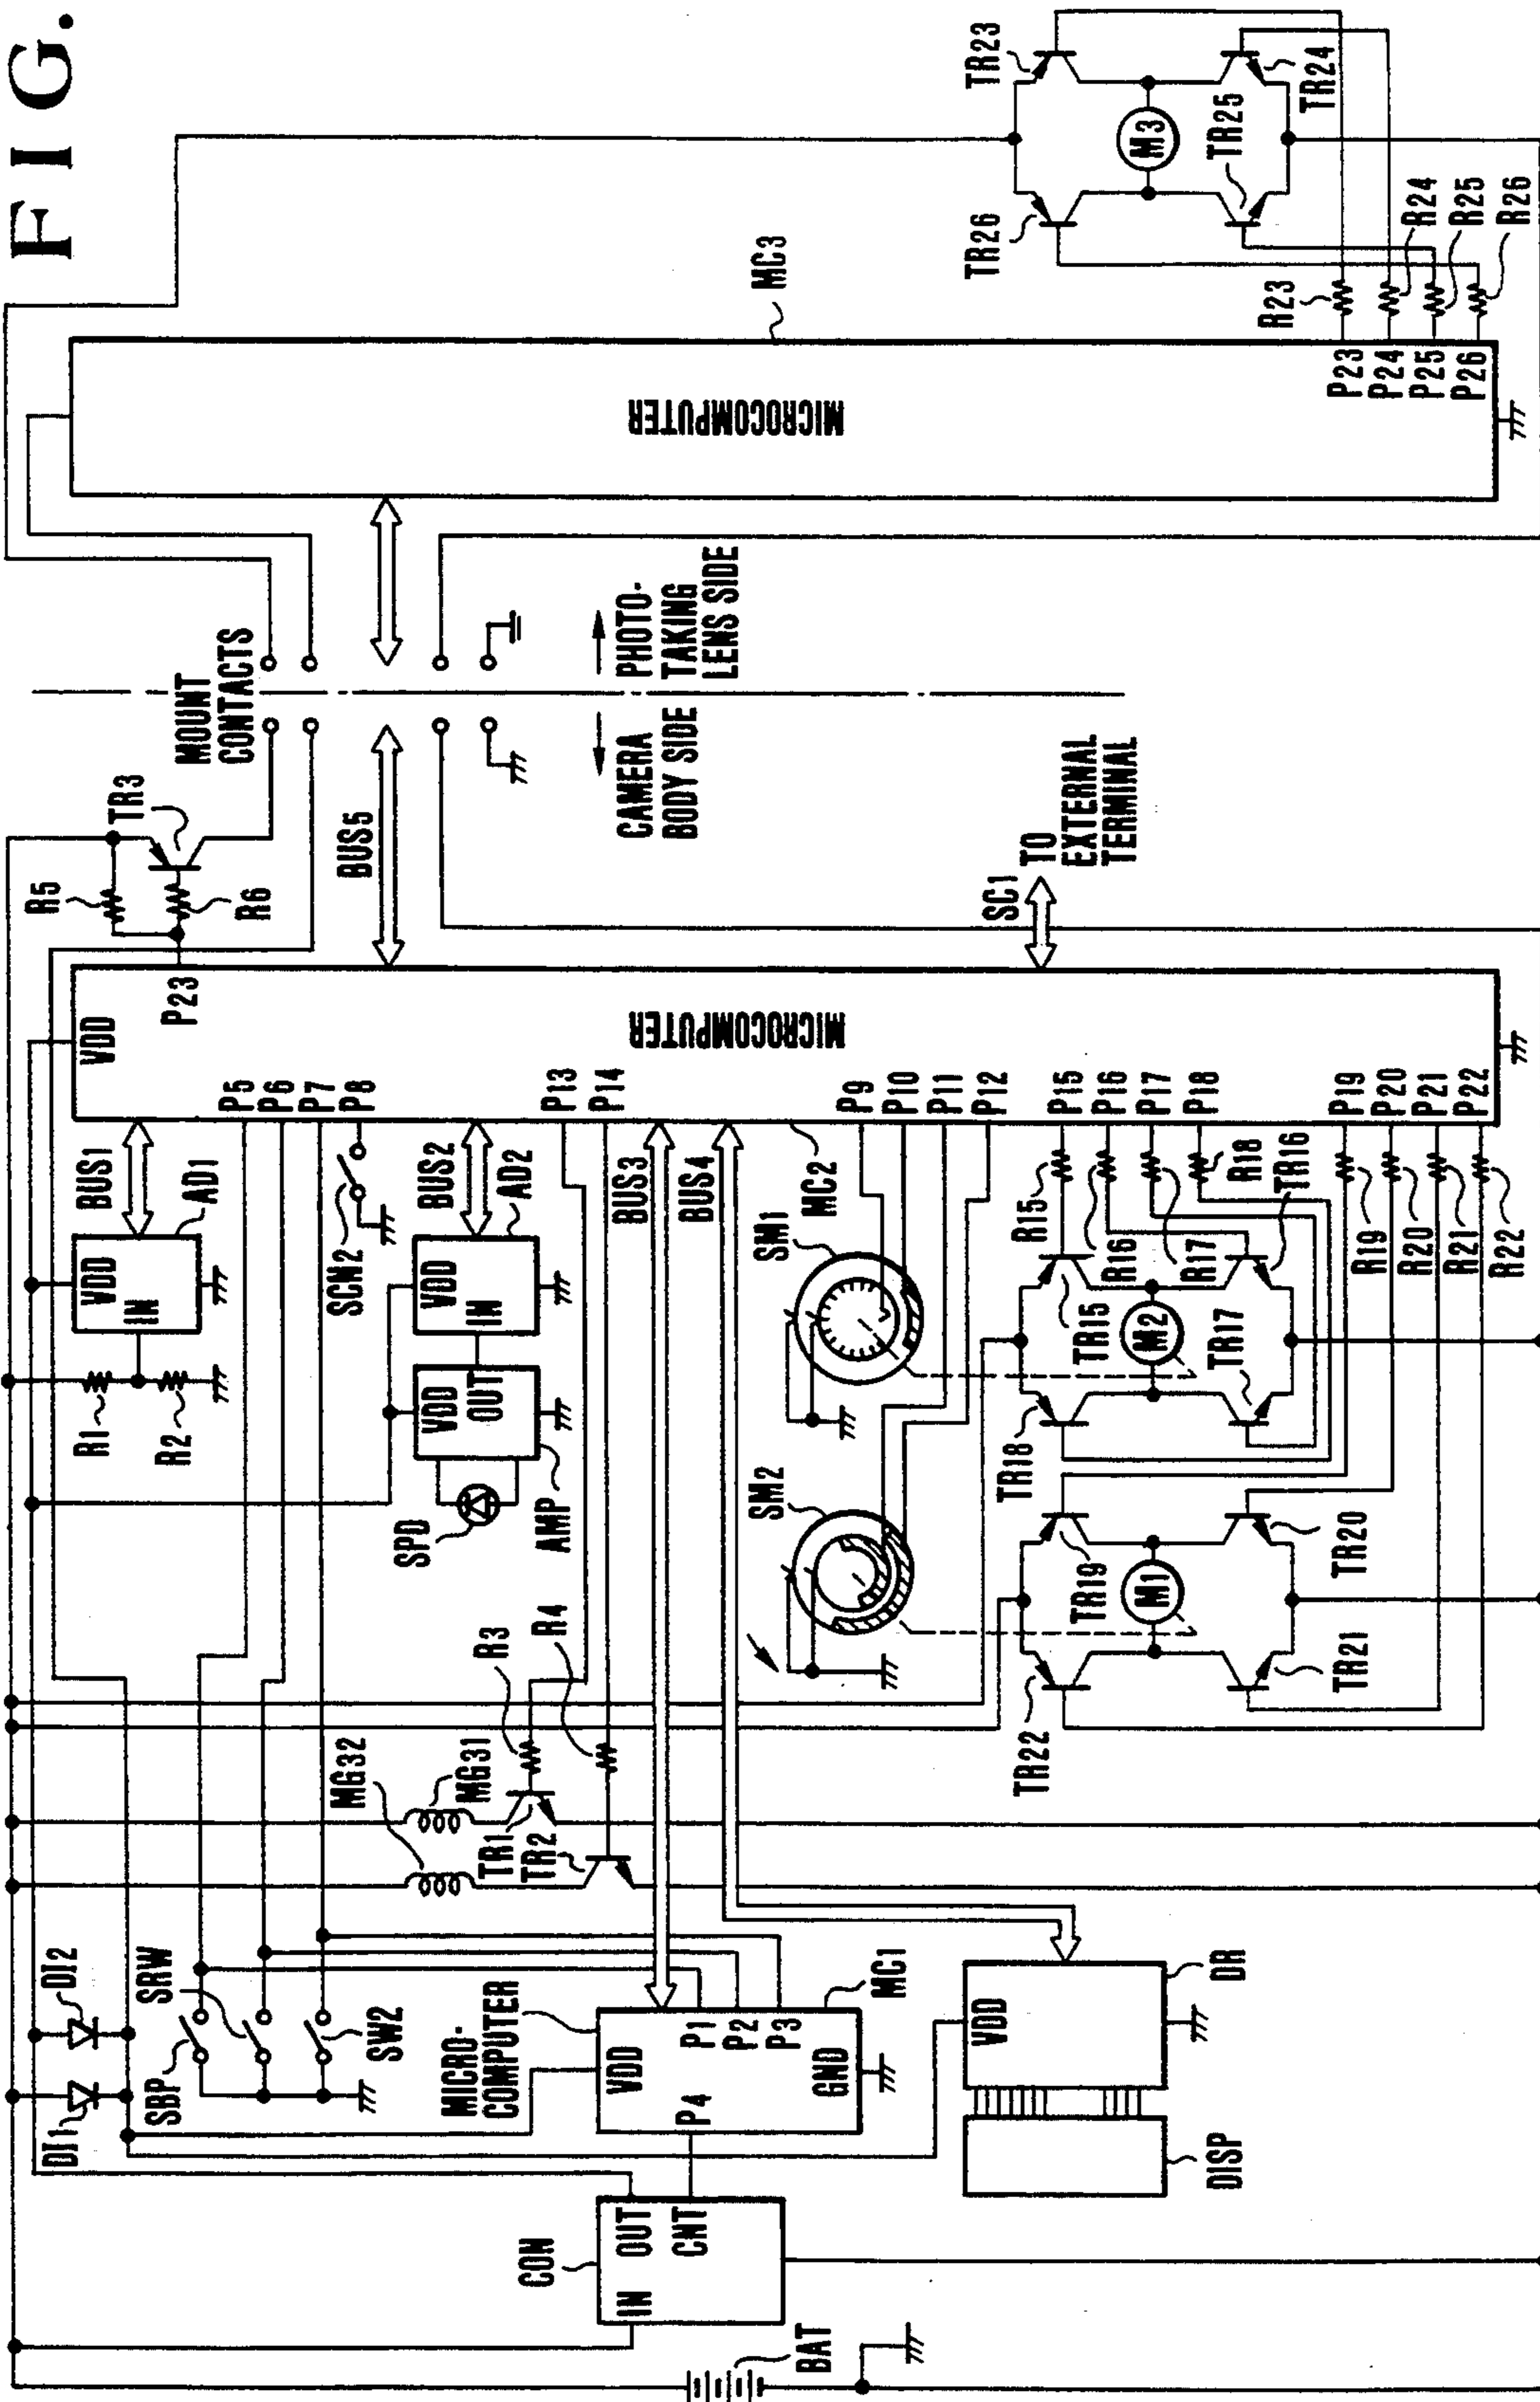 FIG.
BAT
CON
IN
OUT
CNT
DI1
DI2
SBP
SRW
SW2
MICRO-
COMPUTER
VDD
P4
P1
P2
P3
GND
MC1
DISP
VDD
DR
MG32
MG31
TR1
TR2
R3
R4
R1
R2
VDD
IN
AD1
BUS1
SPD
VDD
OUT
AMP
VDD
IN
AD2
BUS2
SCN2
BUS3
BUS4
SM2
SM1
MC2
TR22
TR21
M1
TR19
TR20
TR18
TR17
M2
TR15
TR16
R15
R16
R17
R18
R19
R20
R21
R22
VDD
P5
P6
P7
P8
P13
P14
P9
P10
P11
P12
P15
P16
P17
P18
P19
P20
P21
P22
MICROCOMPUTER
P23
R5
R6
TR3
BUS5
SC1
TO
EXTERNAL
TERMINAL
MOUNT
CONTACTS
CAMERA
BODY SIDE
PHOTO-
TAKING
LENS SIDE
MICROCOMPUTER
MC3
P23
P24
P25
P26
R23
R24
R25
R26
TR26
TR25
M3
TR23
TR24